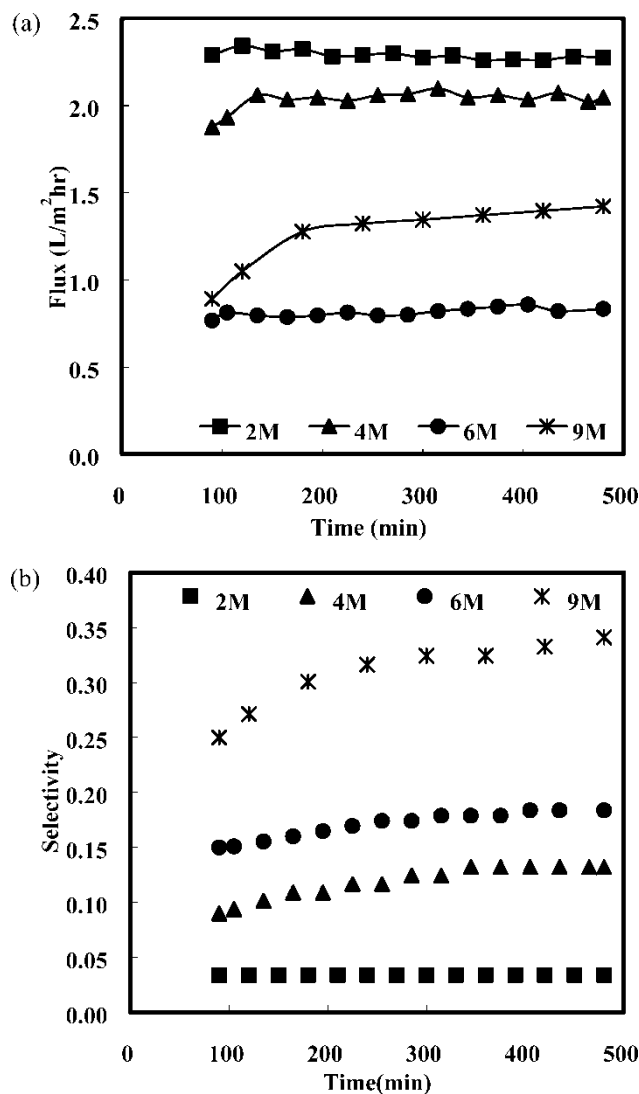 (a)
2.5
2.0
1.5
1.0
0.5
0.0
Flux (L/m²hr)
2M 4M 6M 9M
0 100 200 300 400 500
Time (min)
(b)
0.40
0.35
0.30
0.25
0.20
0.15
0.10
0.05
0.00
Selectivity
2M 4M 6M 9M
0 100 200 300 400 500
Time(min)